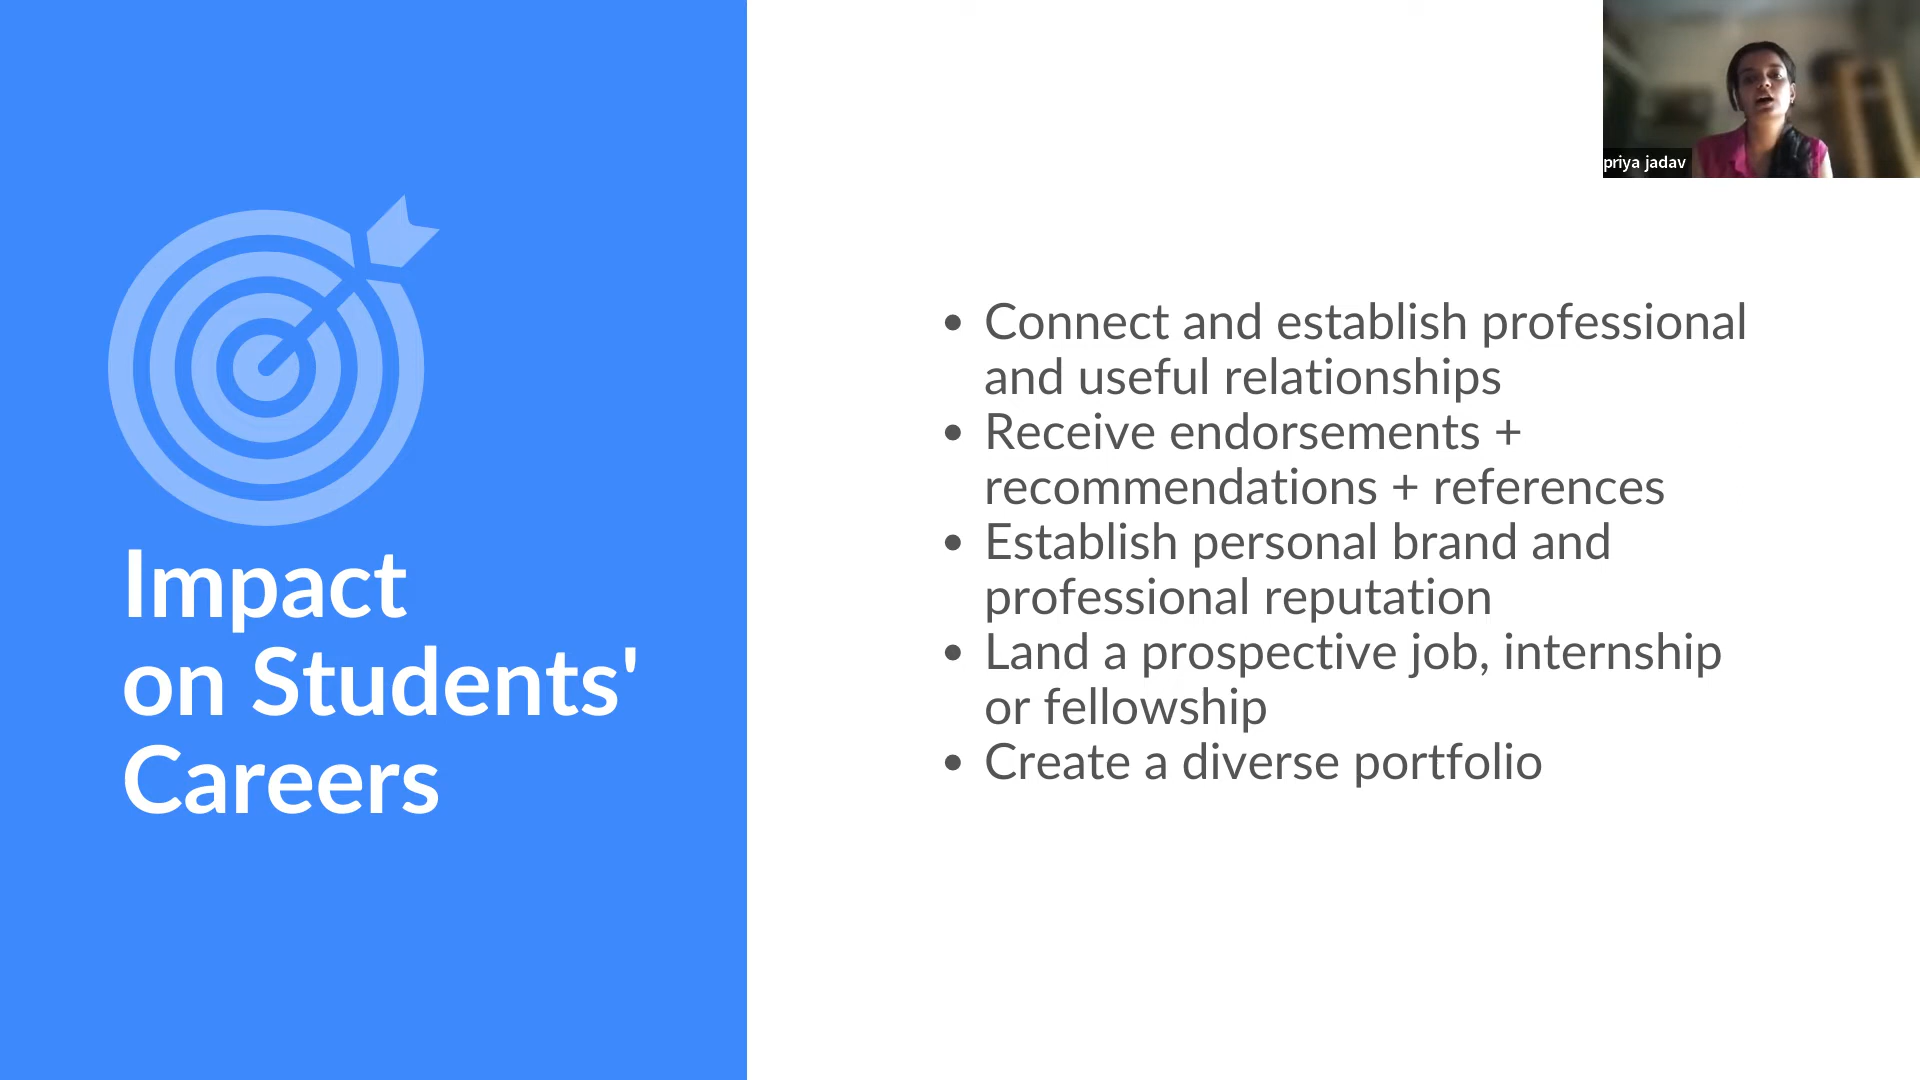 Impact
on Students'
Careers
• Connect and establish professional
and useful relationships
• Receive endorsements +
recommendations + references
• Establish personal brand and
professional reputation
• Land a prospective job, internship
or fellowship
• Create a diverse portfolio
priya jadav